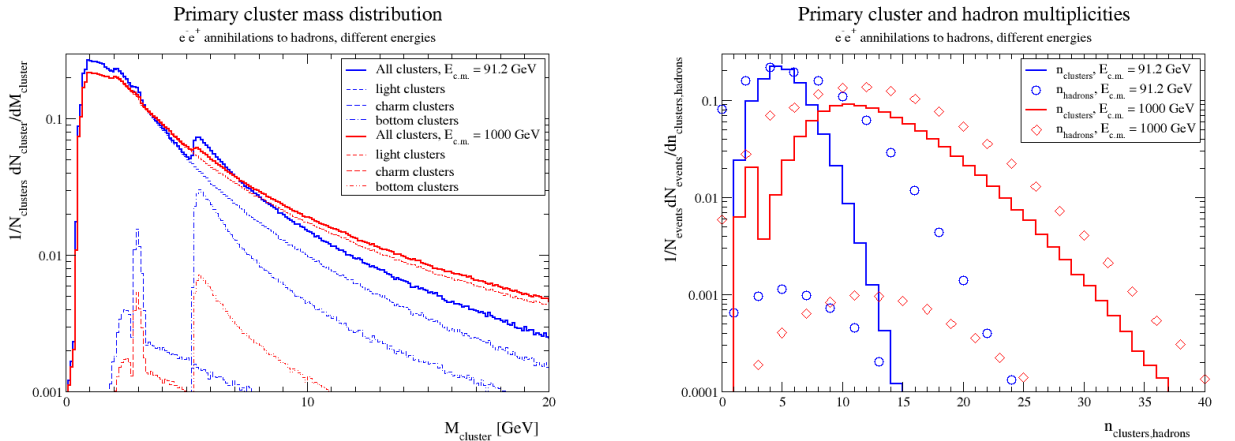 Primary cluster mass distribution
e⁻e⁺ annihilations to hadrons, different energies
1/N_clusters dN_cluster/dM_cluster
0.1
0.01
0.001
0
10
20
M_cluster [GeV]
All clusters, E_c.m. = 91.2 GeV
light clusters
charm clusters
bottom clusters
All clusters, E_c.m. = 1000 GeV
light clusters
charm clusters
bottom clusters
Primary cluster and hadron multiplicities
e⁻e⁺ annihilations to hadrons, different energies
1/N_events dN_events/dn_clusters,hadrons
0.1
0.01
0.001
0.0001
0
5
10
15
20
25
30
35
40
n_clusters,hadrons
n_clusters, E_c.m. = 91.2 GeV
n_hadrons, E_c.m. = 91.2 GeV
n_clusters, E_c.m. = 1000 GeV
n_hadrons, E_c.m. = 1000 GeV